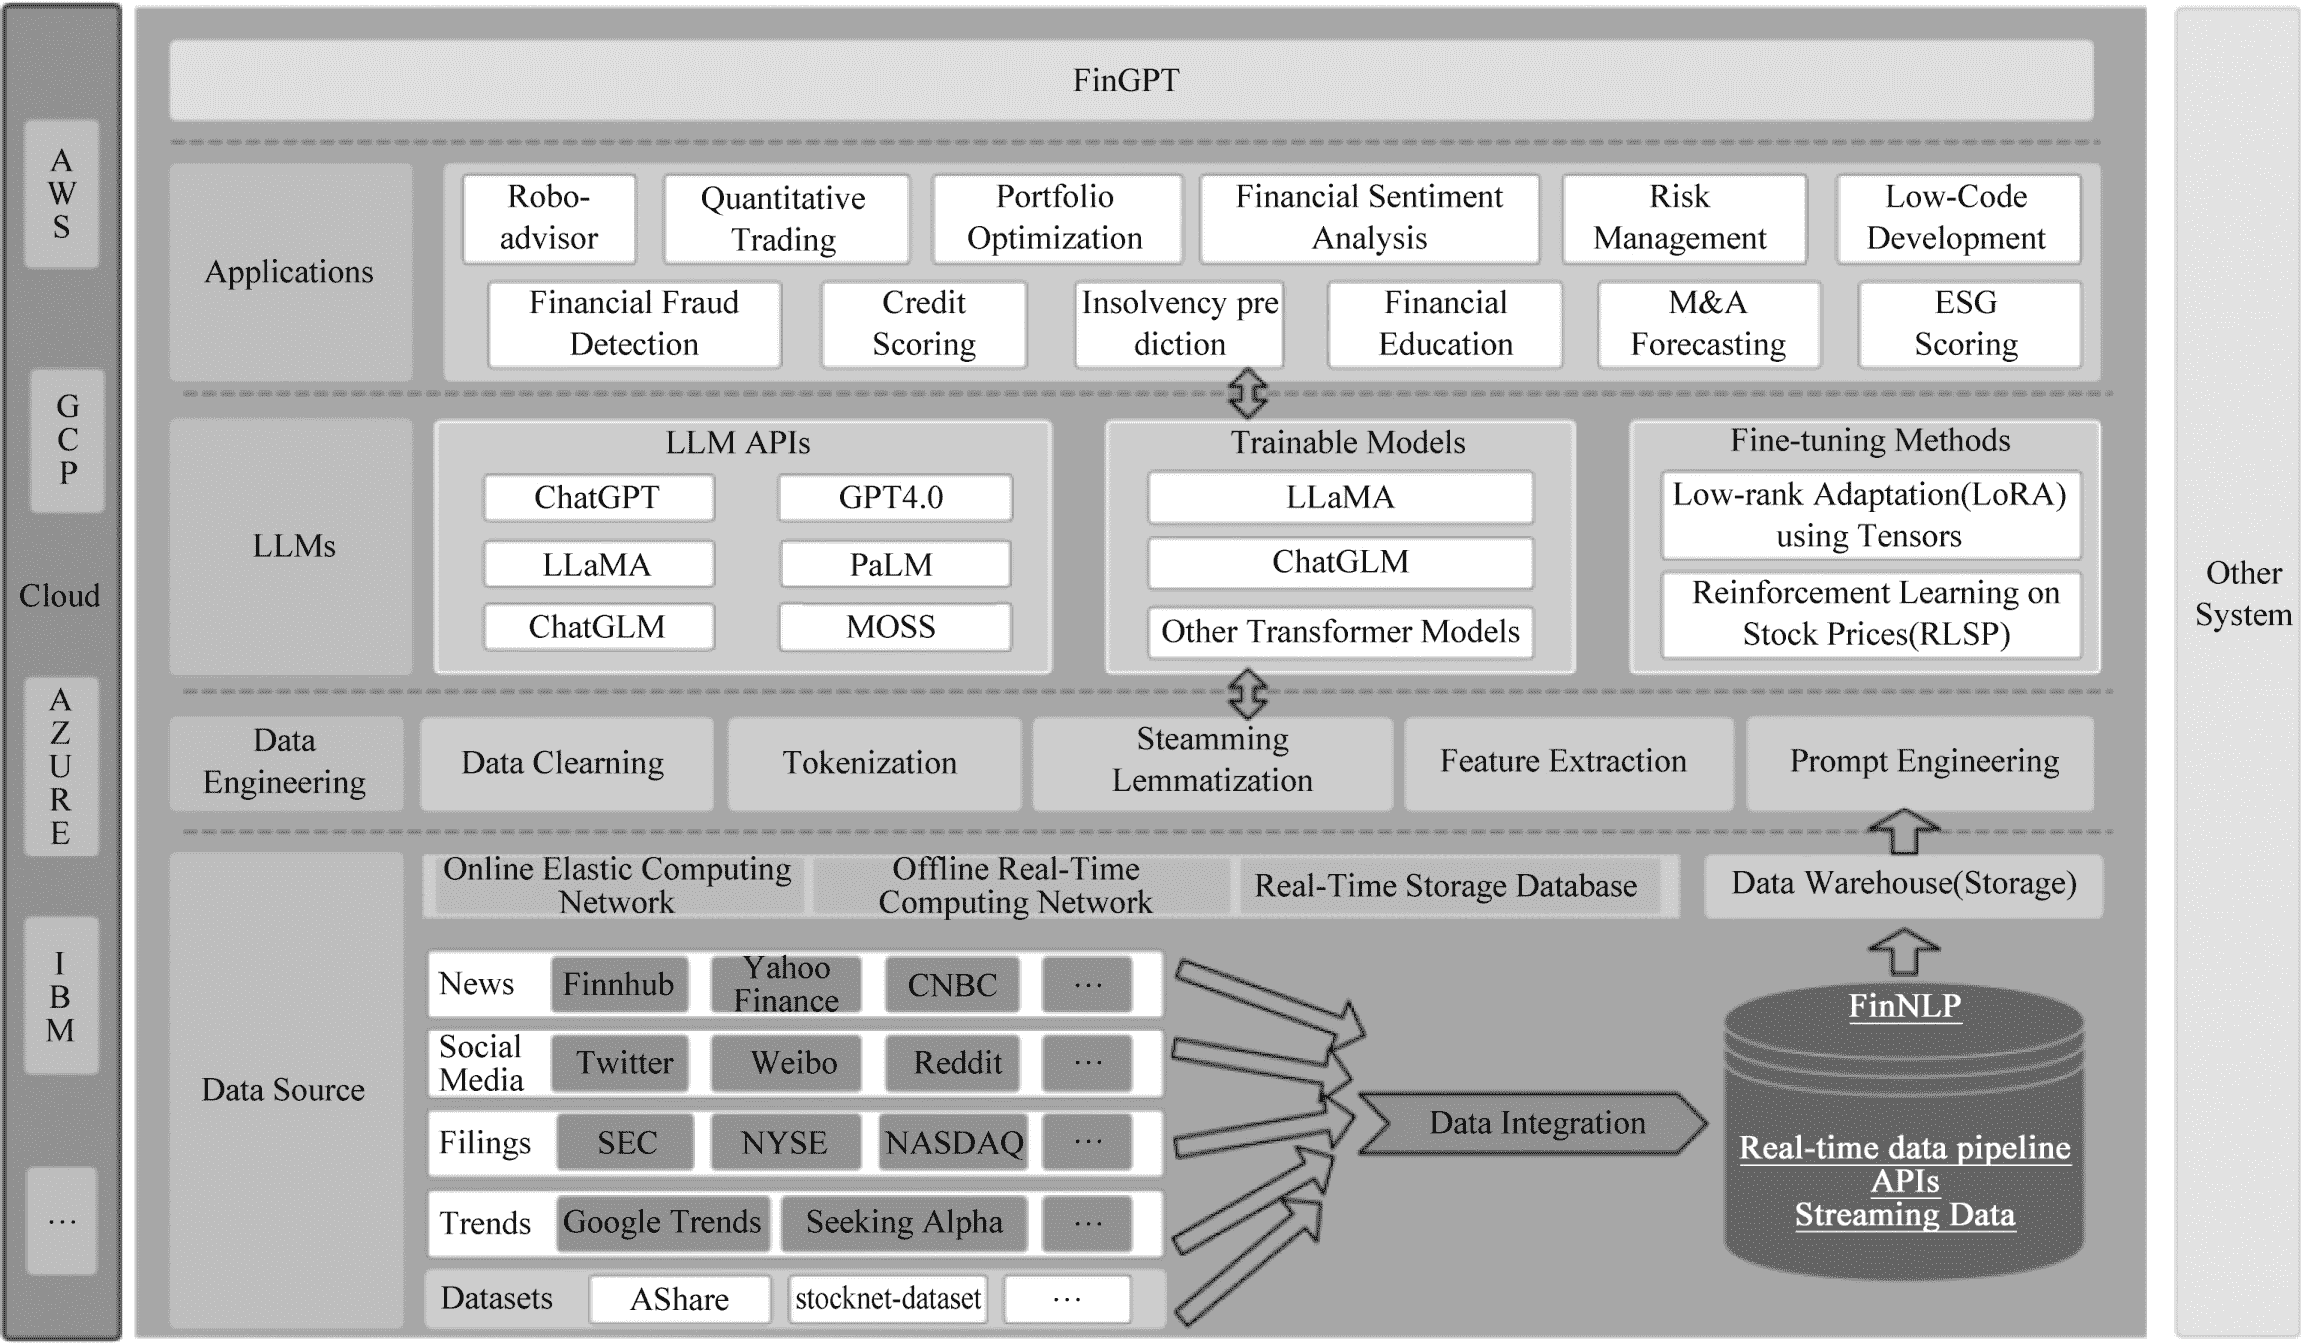 FinGPT
A
W
S
G
C
P
Cloud
A
Z
U
R
E
I
B
M
...
Applications
Robo-
advisor
Quantitative
Trading
Portfolio
Optimization
Financial Sentiment
Analysis
Risk
Management
Low-Code
Development
Financial Fraud
Detection
Credit
Scoring
Insolvency pre
diction
Financial
Education
M&A
Forecasting
ESG
Scoring
LLMs
LLM APIs
ChatGPT
GPT4.0
LLaMA
PaLM
ChatGLM
MOSS
Trainable Models
LLaMA
ChatGLM
Other Transformer Models
Fine-tuning Methods
Low-rank Adaptation(LoRA)
using Tensors
Reinforcement Learning on
Stock Prices(RLSP)
Data
Engineering
Data Clearning
Tokenization
Steamming
Lemmatization
Feature Extraction
Prompt Engineering
Data Source
Online Elastic Computing
Network
Offline Real-Time
Computing Network
Real-Time Storage Database
Data Warehouse(Storage)
News
Finnhub
Yahoo
Finance
CNBC
...
Social
Media
Twitter
Weibo
Reddit
...
Filings
SEC
NYSE
NASDAQ
...
Trends
Google Trends
Seeking Alpha
...
Datasets
AShare
stocknet-dataset
...
Data Integration
FinNLP
Real-time data pipeline
APIs
Streaming Data
Other
System